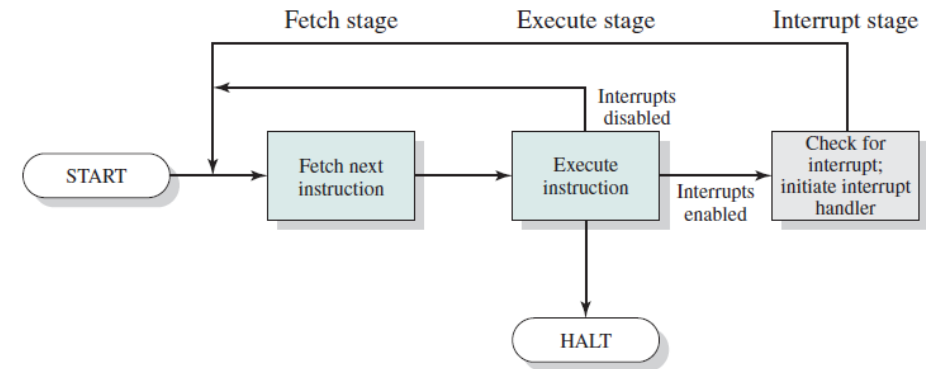 Fetch stage
Execute stage
Interrupt stage
Interrupts
disabled
START
Fetch next
instruction
Execute
instruction
Interrupts
enabled
Check for
interrupt;
initiate interrupt
handler
HALT